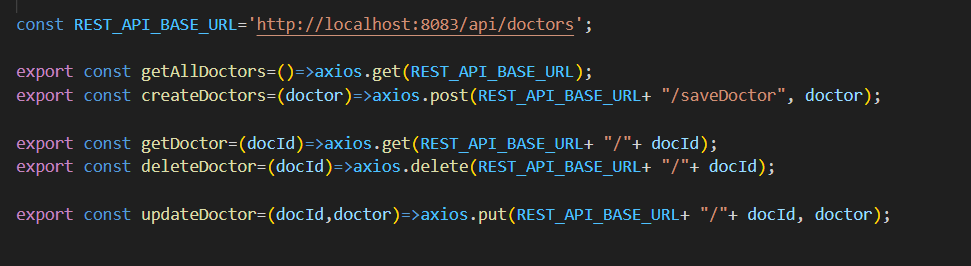 const REST_API_BASE_URL='http://localhost:8083/api/doctors';
export const getAllDoctors=()=>axios.get(REST_API_BASE_URL);
export const createDoctors=(doctor)=>axios.post(REST_API_BASE_URL+ "/saveDoctor", doctor);
export const getDoctor=(docId)=>axios.get(REST_API_BASE_URL+ "/"+ docId);
export const deleteDoctor=(docId)=>axios.delete(REST_API_BASE_URL+ "/"+ docId);
export const updateDoctor=(docId,doctor)=>axios.put(REST_API_BASE_URL+ "/"+ docId, doctor);